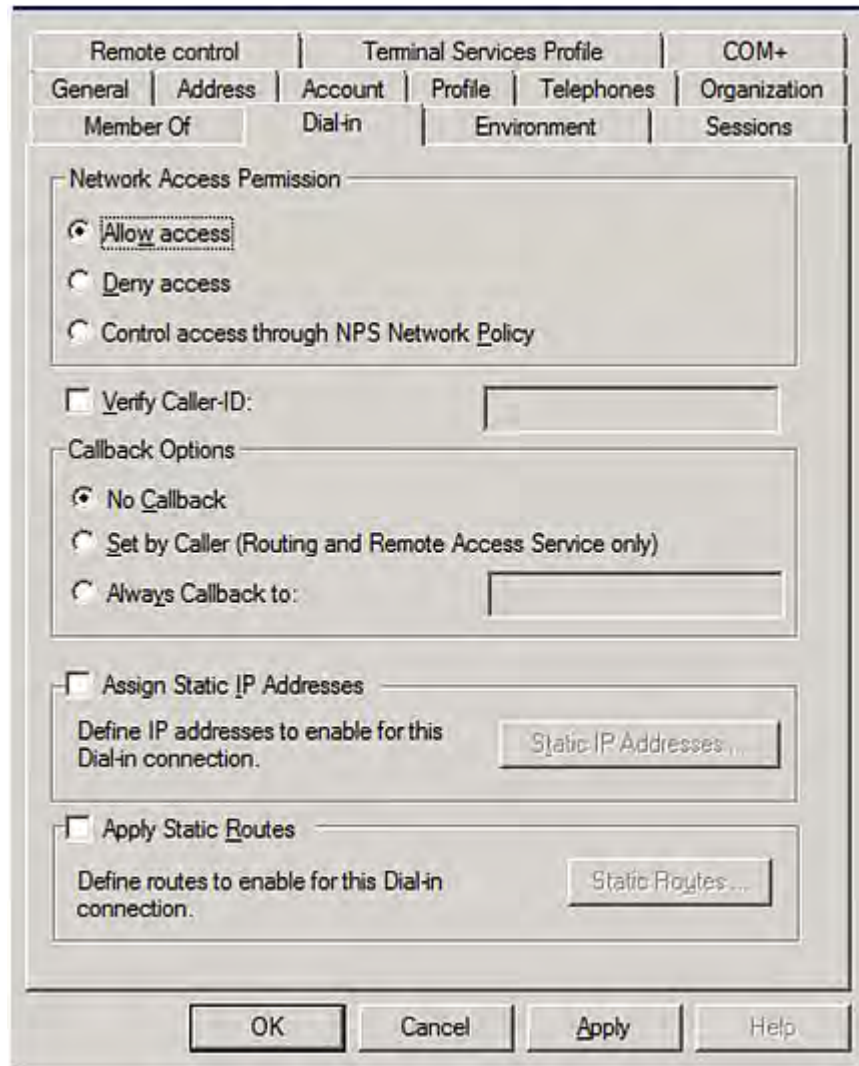 Remote control Terminal Services Profile COM+
General Address Account Profile Telephones Organization
Member Of Dial-in Environment Sessions
Network Access Permission
Allow access
Deny access
Control access through NPS Network Policy
Verify Caller-ID:
Callback Options
No Callback
Set by Caller (Routing and Remote Access Service only)
Always Callback to:
Assign Static IP Addresses
Define IP addresses to enable for this
Dial-in connection.
Static IP Addresses ...
Apply Static Routes
Define routes to enable for this Dial-in
connection.
Static Routes ...
OK Cancel Apply Help